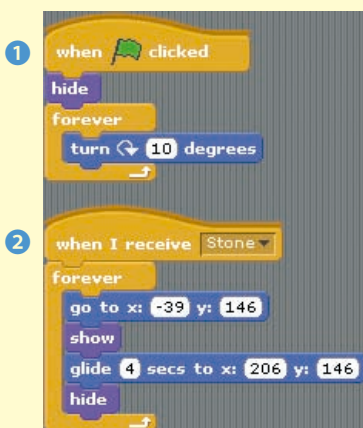 1
when clicked
hide
forever
turn 10 degrees
2
when I receive Stone
forever
go to x: -39 y: 146
show
glide 4 secs to x: 206 y: 146
hide